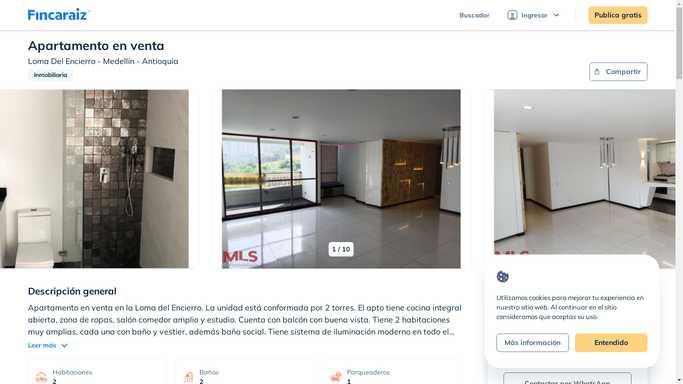 Fincaraiz
Buscador
Ingresar
Publica gratis
Apartamento en venta
Loma Del Encierro - Medellín - Antioquia
Inmobiliaria
Compartir
MLS
1 / 10
MLS
Descripción general
Apartamento en venta en la Loma del Encierro. La unidad está conformada por 2 torres. El apto tiene cocina integral
abierta, zona de ropas, salón comedor amplio y estudio. Cuenta con balcón con buena vista. Tiene 2 habitaciones
muy amplias, cada una con baño y vestier, además baño social. Tiene sistema de iluminación moderno en todo el...
Leer más
Habitaciones
2
Baños
2
Parqueaderos
1
Utilizamos cookies para mejorar tu experiencia en
nuestro sitio web. Al continuar en el sitio
consideramos que aceptas su uso.
Más información
Entendido
Contactar por WhatsApp